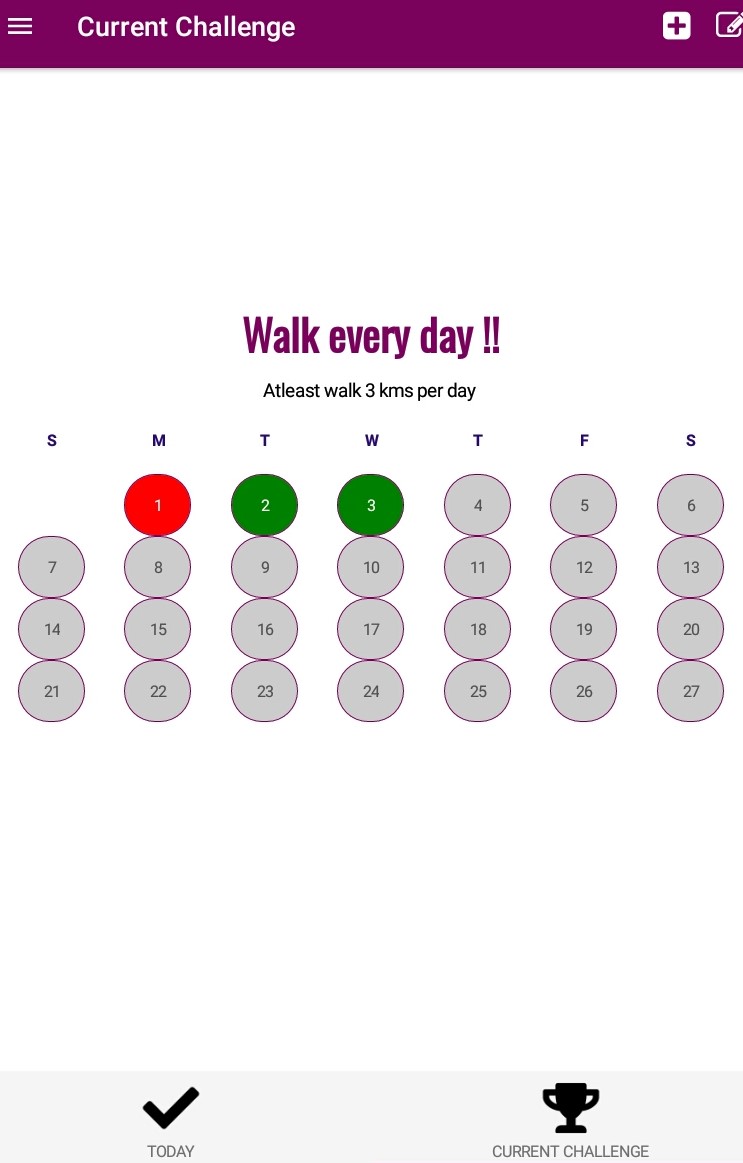 Current Challenge
Walk every day !!
Atleast walk 3 kms per day
S M T W T F S
1 2 3 4 5 6
7 8 9 10 11 12 13
14 15 16 17 18 19 20
21 22 23 24 25 26 27
TODAY CURRENT CHALLENGE